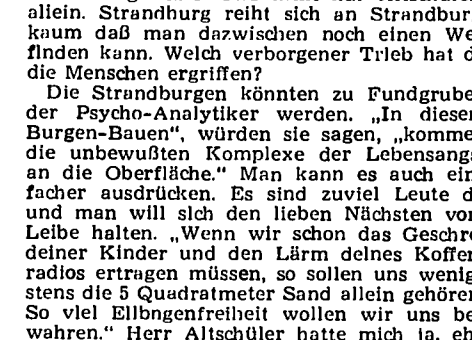 allein. Strandburg reiht sich an Strandbur
kaum daß man dazwischen noch einen We
finden kann. Welch verborgener Trieb hat d
die Menschen ergriffen?
Die Strandburgen könnten zu Fundgrube
der Psycho-Analytiker werden. „In dieser
Burgen-Bauen“, würden sie sagen, „komme
die unbewußten Komplexe der Lebensang
an die Oberfläche.“ Man kann es auch ein
facher ausdrücken. Es sind zuviel Leute d
und man will sich den lieben Nächsten vo
Leibe halten. „Wenn wir schon das Geschr
deiner Kinder und den Lärm deines Koffer
radios ertragen müssen, so sollen uns wenig
stens die 5 Quadratmeter Sand allein gehörer
So viel Ellbngenfreiheit wollen wir uns be
wahren.“ Herr Altschüler hatte mich ja, eh